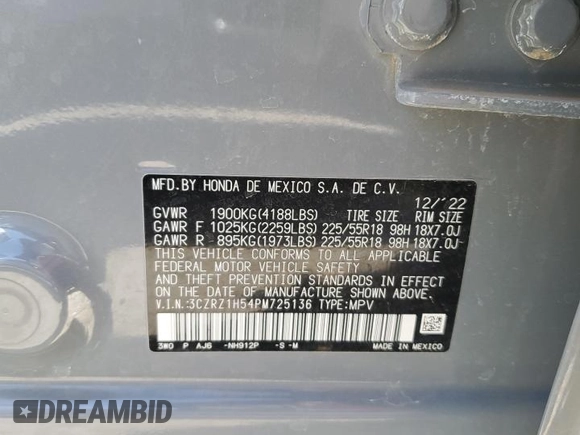 MFD.BY HONDA DE MEXICO S.A. DE C.V.
12/'22
GVWR 1900KG(4188LBS) TIRE SIZE RIM SIZE
GAWR F 1025KG(2259LBS) 225/55R18 98H 18X7.0J
GAWR R 895KG(1973LBS) 225/55R18 98H 18X7.0J
THIS VEHICLE CONFORMS TO ALL APPLICABLE
FEDERAL MOTOR VEHICLE SAFETY, BUMPER,
AND THEFT PREVENTION STANDARDS IN EFFECT
ON THE DATE OF MANUFACTURE SHOWN ABOVE.
V.I.N.:3CZRZ1H54PM725136 TYPE:MPV
3W0 P AJ6 -NH912P -S -M MADE IN MEXICO
DREAMBID